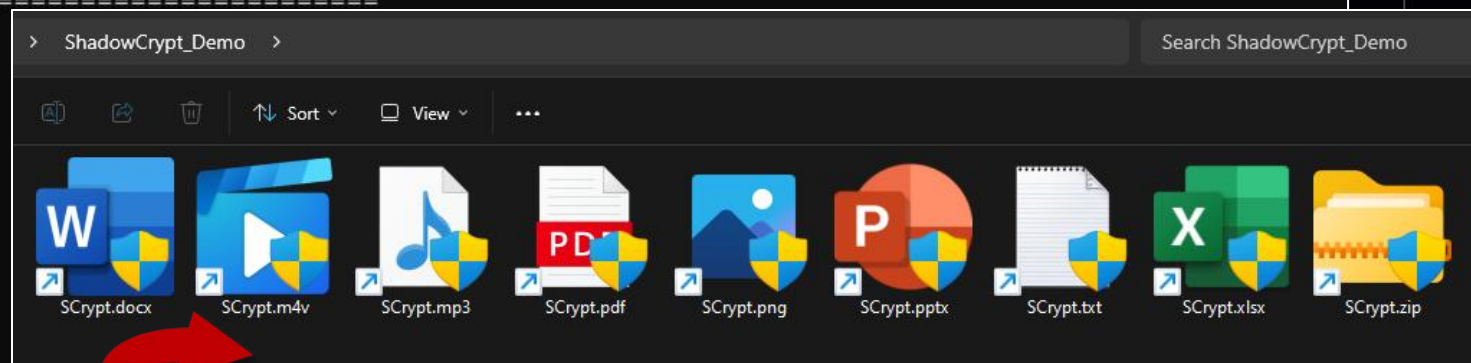 > ShadowCrypt_Demo >
Search ShadowCrypt_Demo
Sort
View
W
PDF
P
X
SCrypt.docx
SCrypt.m4v
SCrypt.mp3
SCrypt.pdf
SCrypt.png
SCrypt.pptx
SCrypt.txt
SCrypt.xlsx
SCrypt.zip